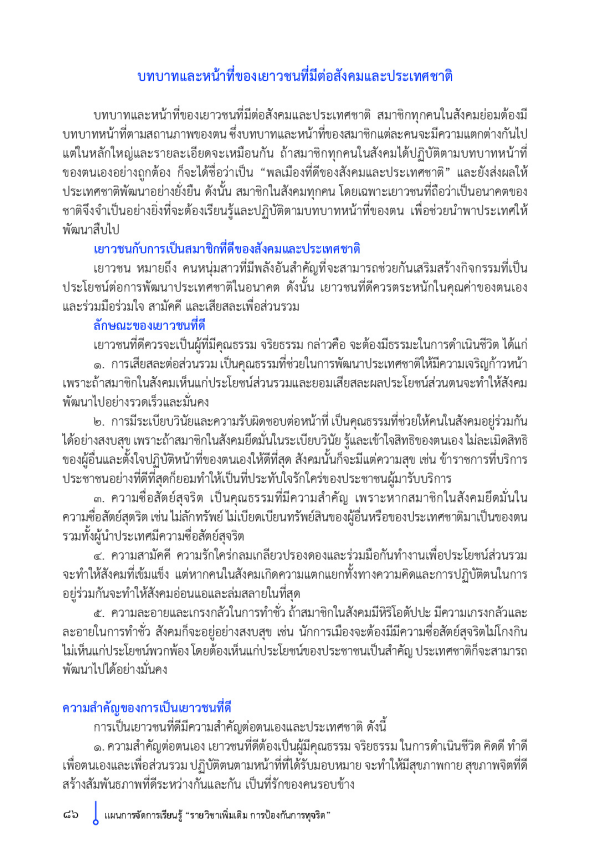 บทบาทและหน้าที่ของเยาวชนที่มีต่อสังคมและประเทศชาติ
บทบาทและหน้าที่ของเยาวชนที่มีต่อสังคมและประเทศชาติ สมาชิกทุกคนในสังคมย่อมต้องมี
บทบาทหน้าที่ตามสถานภาพของตน ซึ่งบทบาทและหน้าที่ของสมาชิกแต่ละคนจะมีความแตกต่างกันไป
แต่ในหลักใหญ่และรายละเอียดจะเหมือนกัน ถ้าสมาชิกทุกคนในสังคมได้ปฏิบัติตามบทบาทหน้าที่
ของตนเองอย่างถูกต้อง ก็จะได้ชื่อว่าเป็น “พลเมืองที่ดีของสังคมและประเทศชาติ” และยังส่งผลให้
ประเทศชาติพัฒนาอย่างยั่งยืน ดังนั้น สมาชิกในสังคมทุกคน โดยเฉพาะเยาวชนที่ถือว่าเป็นอนาคตของ
ชาติจึงจำเป็นอย่างยิ่งที่จะต้องเรียนรู้และปฏิบัติตามบทบาทหน้าที่ของตน เพื่อช่วยนำพาประเทศให้
พัฒนาสืบไป
เยาวชนกับการเป็นสมาชิกที่ดีของสังคมและประเทศชาติ
เยาวชน หมายถึง คนหนุ่มสาวที่มีพลังอันสำคัญที่จะสามารถช่วยกันเสริมสร้างกิจกรรมที่เป็น
ประโยชน์ต่อการพัฒนาประเทศชาติในอนาคต ดังนั้น เยาวชนที่ดีควรตระหนักในคุณค่าของตนเอง
และร่วมมือร่วมใจ สามัคคี และเสียสละเพื่อส่วนรวม
ลักษณะของเยาวชนที่ดี
เยาวชนที่ดีควรจะเป็นผู้ที่มีคุณธรรม จริยธรรม กล่าวคือ จะต้องมีธรรมะในการดำเนินชีวิต ได้แก่
๑. การเสียสละต่อส่วนรวม เป็นคุณธรรมที่ช่วยในการพัฒนาประเทศชาติให้มีความเจริญก้าวหน้า
เพราะถ้าสมาชิกในสังคมเห็นแก่ประโยชน์ส่วนรวมและยอมเสียสละผลประโยชน์ส่วนตนจะทำให้สังคม
พัฒนาไปอย่างรวดเร็วและมั่นคง
๒. การมีระเบียบวินัยและความรับผิดชอบต่อหน้าที่ เป็นคุณธรรมที่ช่วยให้คนในสังคมอยู่ร่วมกัน
ได้อย่างสงบสุข เพราะถ้าสมาชิกในสังคมยึดมั่นในระเบียบวินัย รู้และเข้าใจสิทธิของตนเอง ไม่ละเมิดสิทธิ
ของผู้อื่นและตั้งใจปฏิบัติหน้าที่ของตนเองให้ดีที่สุด สังคมนั้นก็จะมีแต่ความสุข เช่น ข้าราชการที่บริการ
ประชาชนอย่างที่ดีที่สุดก็ยอมทำให้เป็นที่ประทับใจรักใคร่ของประชาชนผู้มารับบริการ
๓. ความซื่อสัตย์สุจริต เป็นคุณธรรมที่มีความสำคัญ เพราะหากสมาชิกในสังคมยึดมั่นใน
ความซื่อสัตย์สุตริต เช่น ไม่ลักทรัพย์ ไม่เบียดเบียนทรัพย์สินของผู้อื่นหรือของประเทศชาติมาเป็นของตน
รวมทั้งผู้นำประเทศมีความซื่อสัตย์สุจริต
๔. ความสามัคคี ความรักใคร่กลมเกลียวปรองดองและร่วมมือกันทำงานเพื่อประโยชน์ส่วนรวม
จะทำให้สังคมที่เข้มแข็ง แต่หากคนในสังคมเกิดความแตกแยกทั้งทางความคิดและการปฏิบัติตนในการ
อยู่ร่วมกันจะทำให้สังคมอ่อนแอและล่มสลายในที่สุด
๕. ความละอายและเกรงกลัวในการทำชั่ว ถ้าสมาชิกในสังคมมีหิริโอตัปปะ มีความเกรงกลัวและ
ละอายในการทำชั่ว สังคมก็จะอยู่อย่างสงบสุข เช่น นักการเมืองจะต้องมีมีความซื่อสัตย์สุจริตไม่โกงกิน
ไม่เห็นแก่ประโยชน์พวกพ้อง โดยต้องเห็นแก่ประโยชน์ของประชาชนเป็นสำคัญ ประเทศชาติก็จะสามารถ
พัฒนาไปได้อย่างมั่นคง
ความสำคัญของการเป็นเยาวชนที่ดี
การเป็นเยาวชนที่ดีมีความสำคัญต่อตนเองและประเทศชาติ ดังนี้
๑. ความสำคัญต่อตนเอง เยาวชนที่ดีต้องเป็นผู้มีคุณธรรม จริยธรรม ในการดำเนินชีวิต คิดดี ทำดี
เพื่อตนเองและเพื่อส่วนรวม ปฏิบัติตนตามหน้าที่ที่ได้รับมอบหมาย จะทำให้มีสุขภาพกาย สุขภาพจิตที่ดี
สร้างสัมพันธภาพที่ดีระหว่างกันและกัน เป็นที่รักของคนรอบข้าง
๘๖ แผนการจัดการเรียนรู้ “รายวิชาเพิ่มเติม การป้องกันการทุจริต”